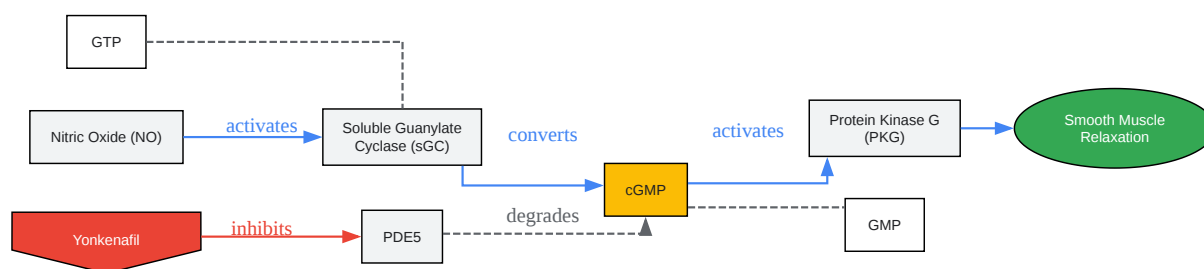 GTP
Nitric Oxide (NO)
activates
Soluble Guanylate
Cyclase (sGC)
converts
activates
Protein Kinase G
(PKG)
Smooth Muscle
Relaxation
cGMP
Yonkenafil
inhibits
PDE5
degrades
GMP